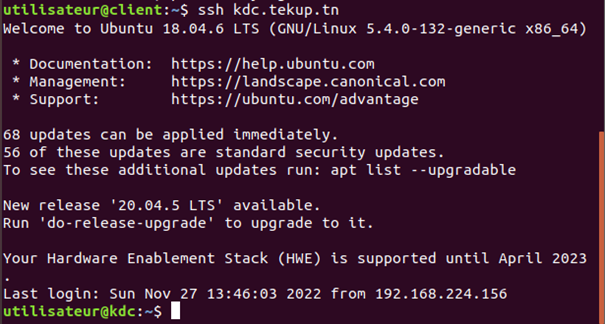 utilisateur@client:~$ ssh kdc.tekup.tn
Welcome to Ubuntu 18.04.6 LTS (GNU/Linux 5.4.0-132-generic x86_64)
* Documentation:  https://help.ubuntu.com
* Management:     https://landscape.canonical.com
* Support:        https://ubuntu.com/advantage
68 updates can be applied immediately.
56 of these updates are standard security updates.
To see these additional updates run: apt list --upgradable
New release '20.04.5 LTS' available.
Run 'do-release-upgrade' to upgrade to it.
Your Hardware Enablement Stack (HWE) is supported until April 2023
.
Last login: Sun Nov 27 13:46:03 2022 from 192.168.224.156
utilisateur@kdc:~$